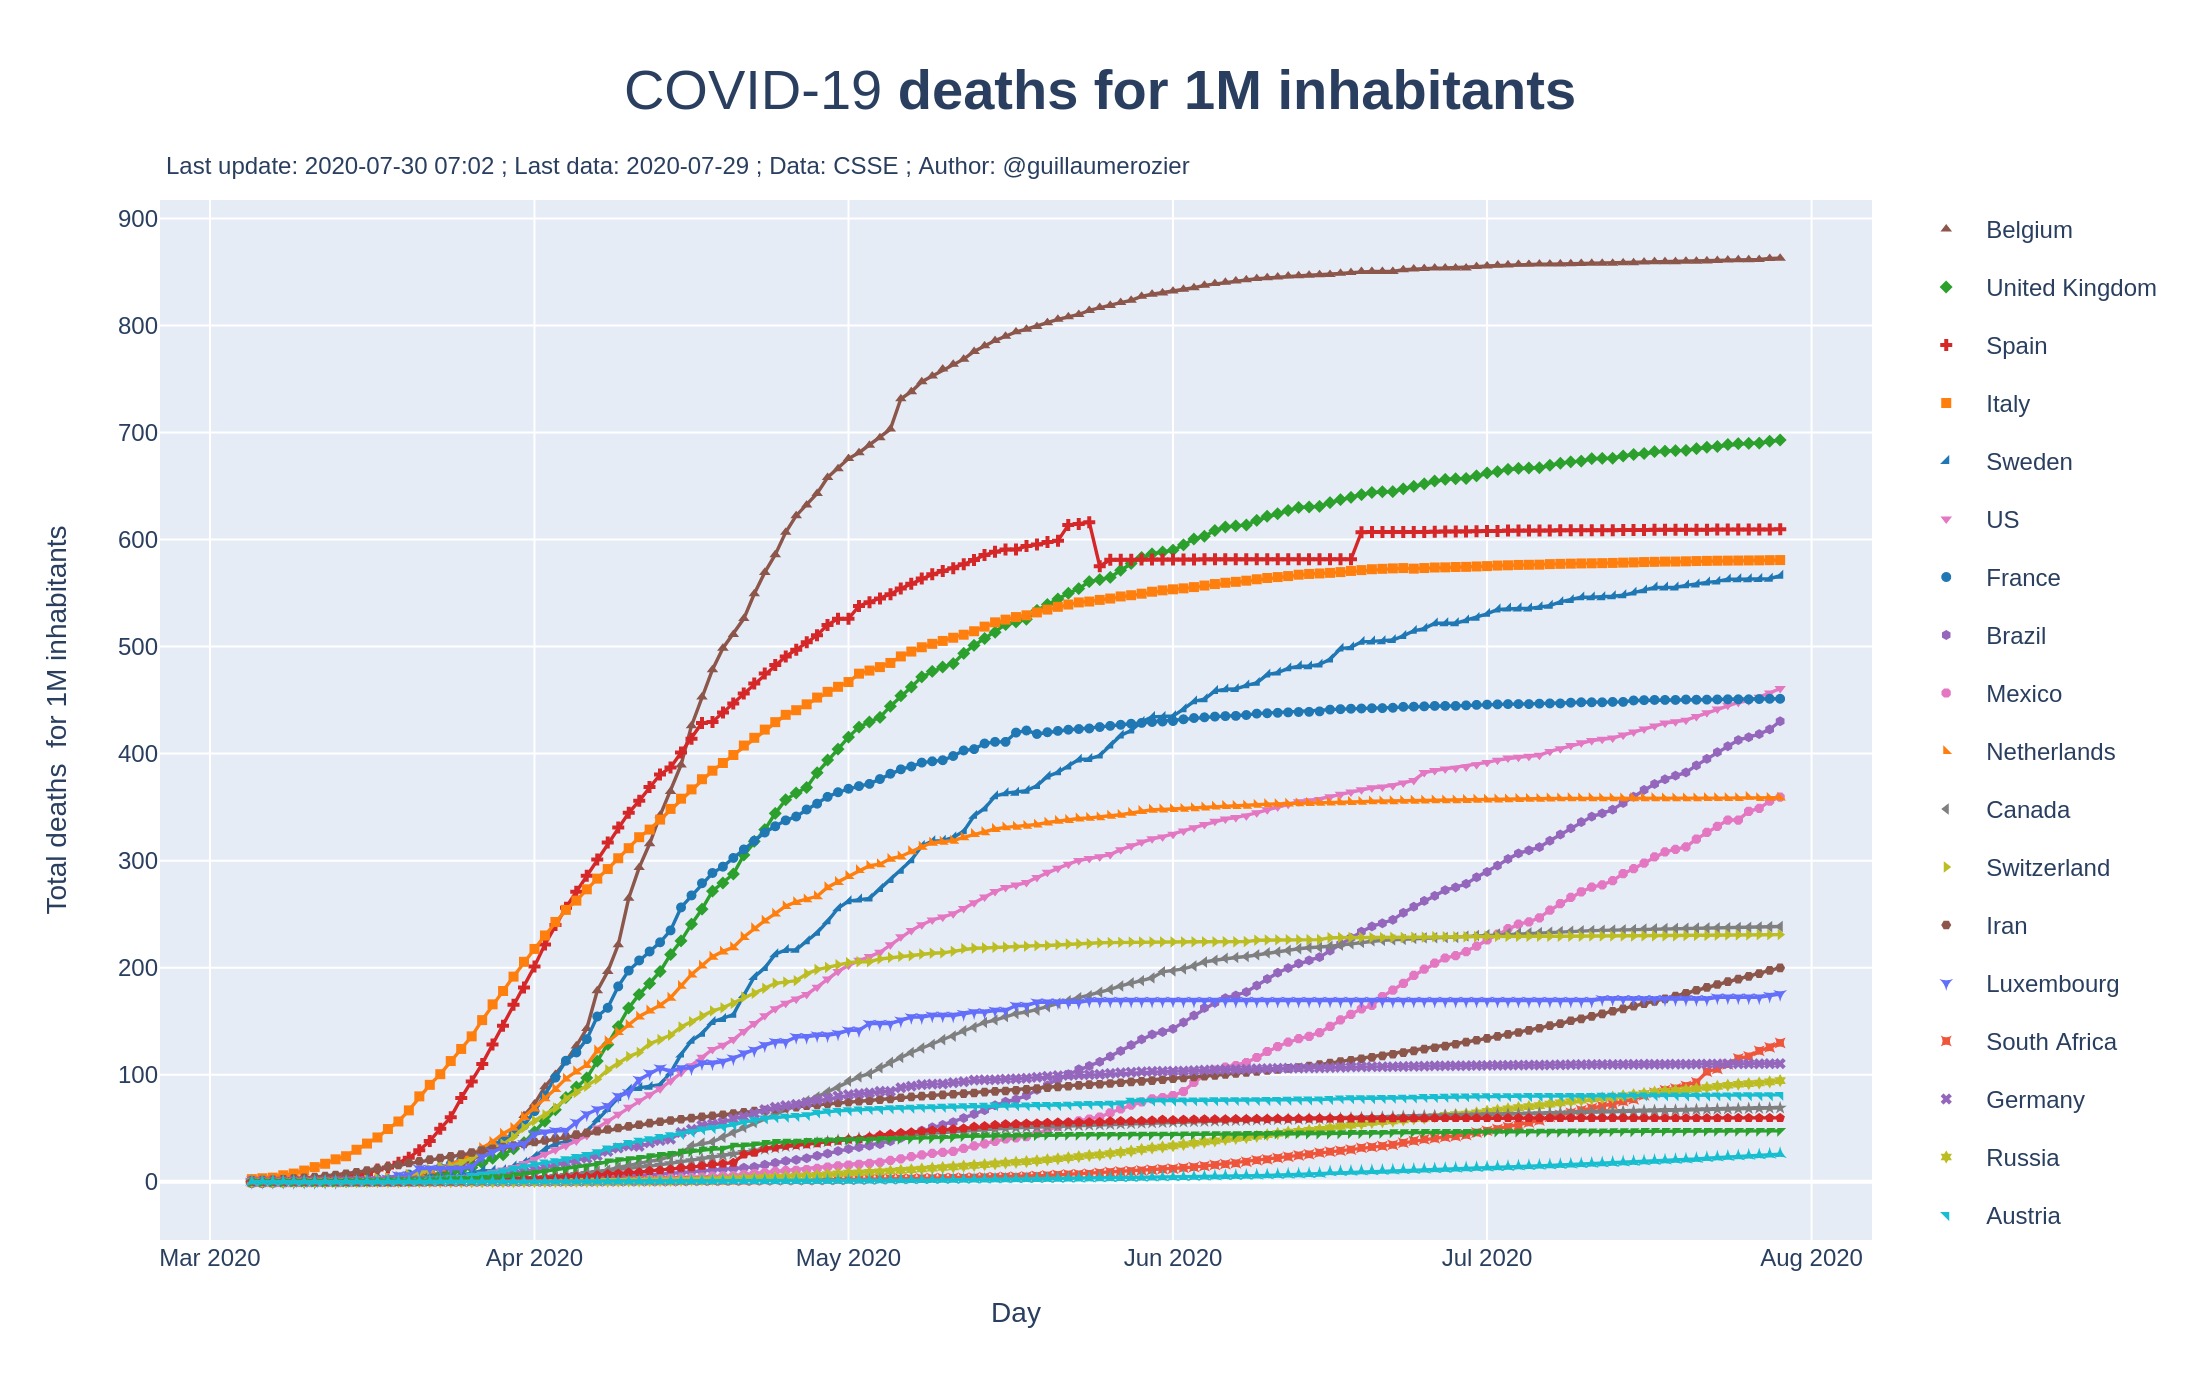 COVID-19 deaths for 1M inhabitants
Last update: 2020-07-30 07:02 ; Last data: 2020-07-29 ; Data: CSSE ; Author: @guillaumerozier
900
800
700
600
500
400
300
200
100
0
Total deaths for 1M inhabitants
Mar 2020
Apr 2020
May 2020
Jun 2020
Jul 2020
Aug 2020
Day
Belgium
United Kingdom
Spain
Italy
Sweden
US
France
Brazil
Mexico
Netherlands
Canada
Switzerland
Iran
Luxembourg
South Africa
Germany
Russia
Austria